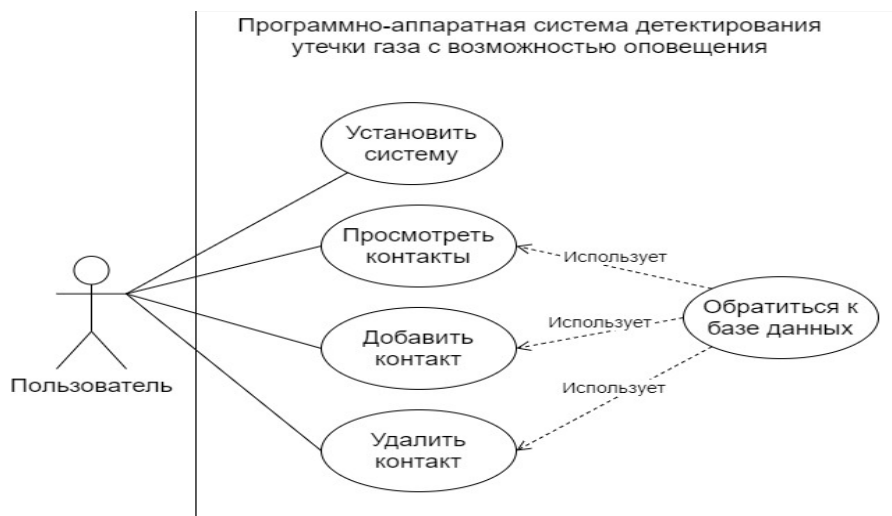 Программно-аппаратная система детектирования
утечки газа с возможностью оповещения
Установить
систему
Просмотреть
контакты
Использует
Обратиться к
базе данных
Использует
Добавить
контакт
Пользователь
Использует
Удалить
контакт